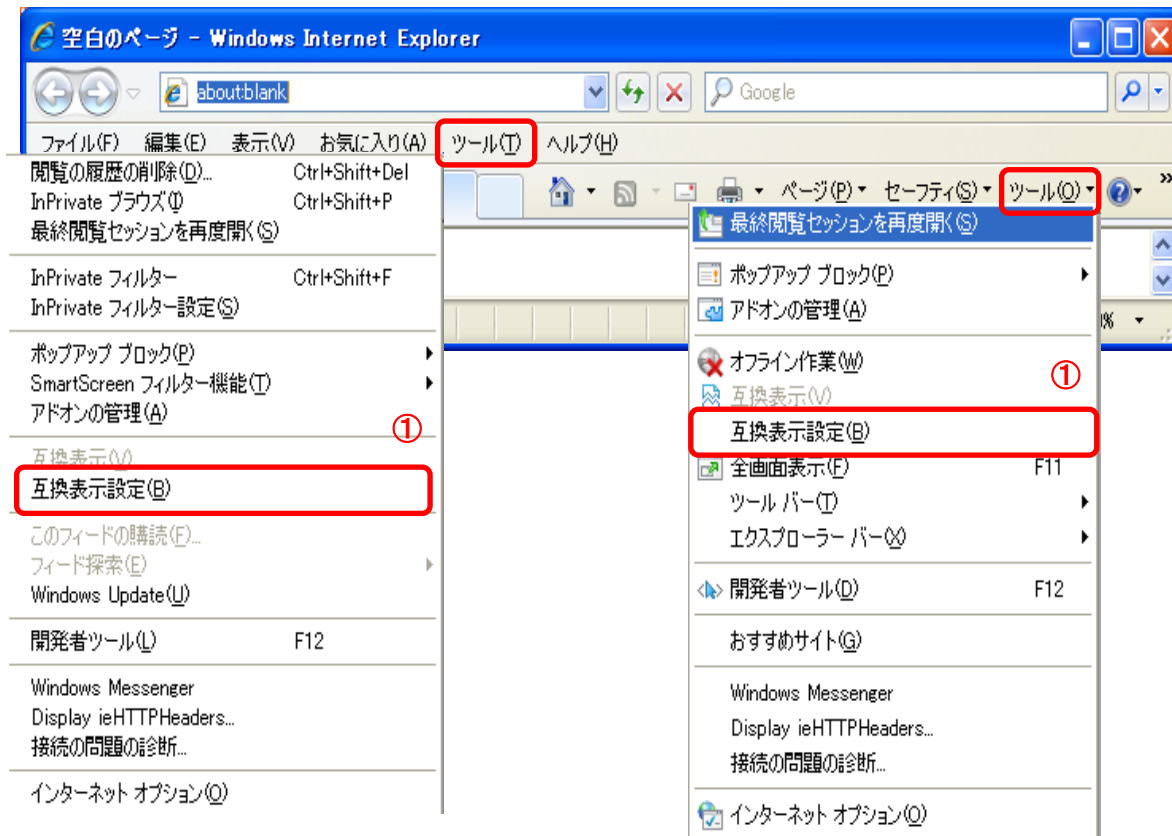 空白のページ - Windows Internet Explorer
about:blank
Google
ファイル(F) 編集(E) 表示(V) お気に入り(A) ツール(T) ヘルプ(H)
ページ(P) セーフティ(S) ツール(O) »
閲覧の履歴の削除(D)... Ctrl+Shift+Del
InPrivate ブラウズ(I) Ctrl+Shift+P
最終閲覧セッションを再度開く(S)
InPrivate フィルター Ctrl+Shift+F
InPrivate フィルター設定(S)
ポップアップ ブロック(P)
SmartScreen フィルター機能(T)
アドオンの管理(A)
①
互換表示(V)
互換表示設定(B)
このフィードの購読(F)...
フィード探索(E)
Windows Update(U)
開発者ツール(L) F12
Windows Messenger
Display ieHTTPHeaders...
接続の問題の診断...
インターネット オプション(O)
最終閲覧セッションを再度開く(S)
ポップアップ ブロック(P)
アドオンの管理(A)
%
オフライン作業(W)
①
互換表示(V)
互換表示設定(B)
全画面表示(F) F11
ツール バー(T)
エクスプローラー バー(X)
開発者ツール(D) F12
おすすめサイト(G)
Windows Messenger
Display ieHTTPHeaders...
接続の問題の診断...
インターネット オプション(O)